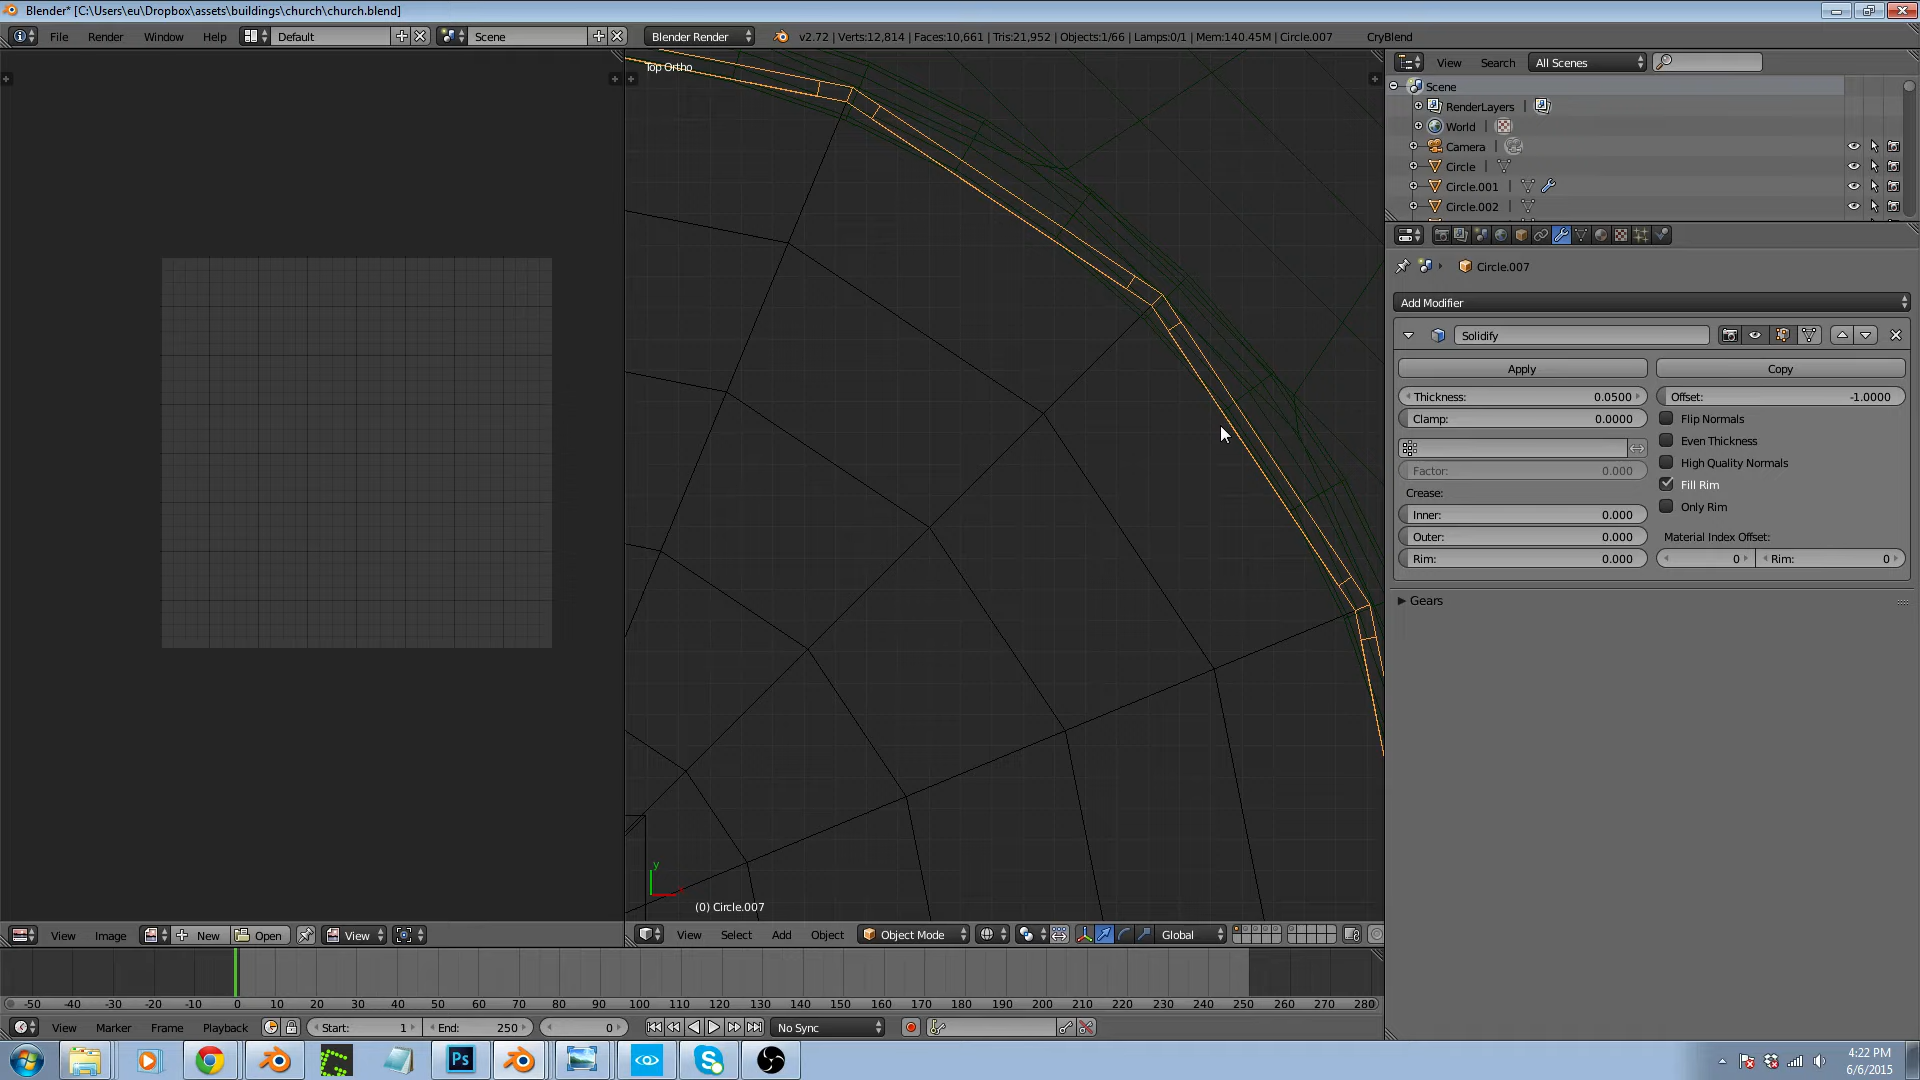 Blender* [C:\Users\eu\Dropbox\assets\buildings\church\church.blend]
File Render Window Help Default Scene Blender Render v2.72 | Verts:12,814 | Faces:10,661 | Tris:21,952 | Objects:1/66 | Lamps:0/1 | Mem:140.45M | Circle.007 CryBlend
Top Ortho
View Search All Scenes
Scene
RenderLayers |
World |
Camera |
Circle |
Circle.001 |
Circle.002 |
Circle.007
Add Modifier
Solidify
Apply Copy
Thickness: 0.0500 Offset: -1.0000
Clamp: 0.0000 Flip Normals
Even Thickness
High Quality Normals
Factor: 0.000
Fill Rim
Crease:
Only Rim
Inner: 0.000
Outer: 0.000 Material Index Offset:
Rim: 0.000 0 Rim: 0
Gears
y
(0) Circle.007
View Image New Open View
View Select Add Object Object Mode Global
-50 -40 -30 -20 -10 0 10 20 30 40 50 60 70 80 90 100 110 120 130 140 150 160 170 180 190 200 210 220 230 240 250 260 270 280
View Marker Frame Playback Start: 1 End: 250 0 No Sync
Ps
4:22 PM
6/6/2015